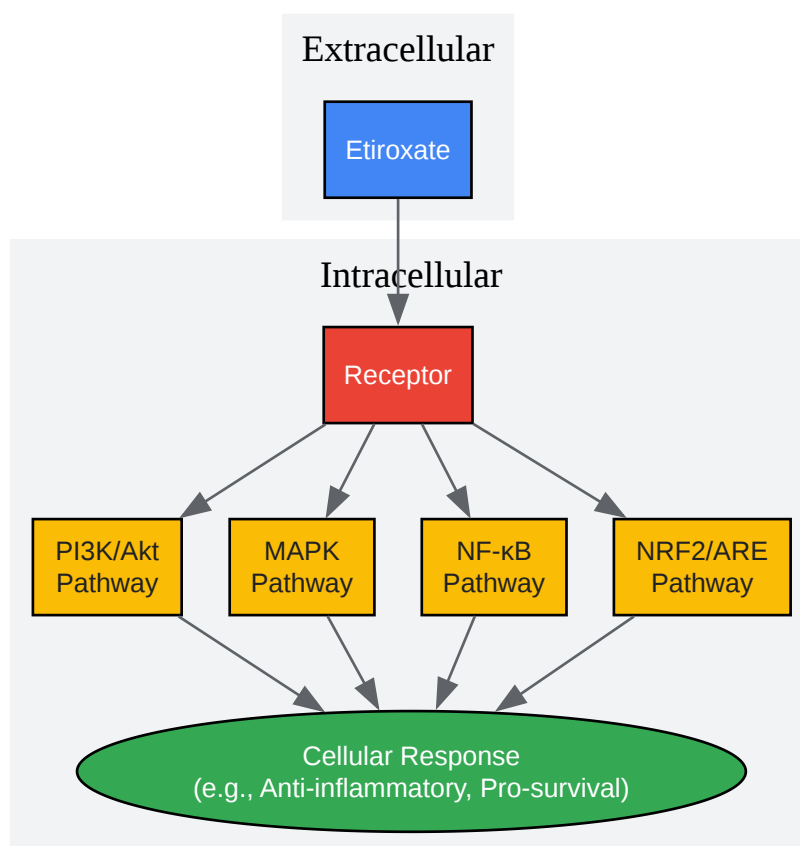 Extracellular
Etiroxate
Intracellular
Receptor
PI3K/Akt
Pathway
MAPK
Pathway
NF-κB
Pathway
NRF2/ARE
Pathway
Cellular Response
(e.g., Anti-inflammatory, Pro-survival)